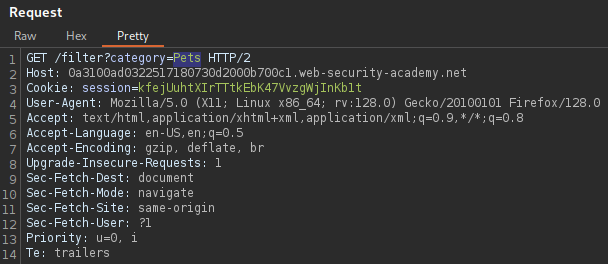 Request
Raw Hex Pretty
1 GET /filter?category=Pets HTTP/2
2 Host: 0a3100ad0322517180730d2000b700c1.web-security-academy.net
3 Cookie: session=kfejUuhtXIrTTtkEbK47VvzgWjInKb1t
4 User-Agent: Mozilla/5.0 (X11; Linux x86_64; rv:128.0) Gecko/20100101 Firefox/128.0
5 Accept: text/html,application/xhtml+xml,application/xml;q=0.9,*/*;q=0.8
6 Accept-Language: en-US,en;q=0.5
7 Accept-Encoding: gzip, deflate, br
8 Upgrade-Insecure-Requests: 1
9 Sec-Fetch-Dest: document
10 Sec-Fetch-Mode: navigate
11 Sec-Fetch-Site: same-origin
12 Sec-Fetch-User: ?1
13 Priority: u=0, i
14 Te: trailers